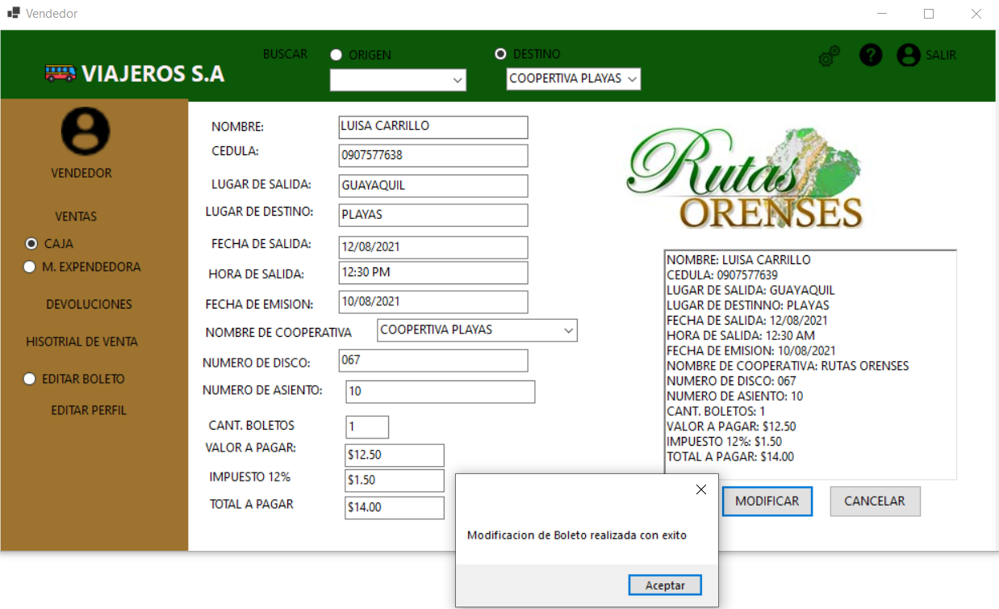 Vendedor
BUSCAR ORIGEN DESTINO SALIR
VIAJEROS S.A
COOPERTIVA PLAYAS
VENDEDOR
VENTAS
CAJA
M. EXPENDEDORA
DEVOLUCIONES
HISOTRIAL DE VENTA
EDITAR BOLETO
EDITAR PERFIL
NOMBRE: LUISA CARRILLO
CEDULA: 0907577638
LUGAR DE SALIDA: GUAYAQUIL
LUGAR DE DESTINO: PLAYAS
FECHA DE SALIDA: 12/08/2021
HORA DE SALIDA: 12:30 PM
FECHA DE EMISION: 10/08/2021
NOMBRE DE COOPERATIVA COOPERTIVA PLAYAS
NUMERO DE DISCO: 067
NUMERO DE ASIENTO: 10
CANT. BOLETOS 1
VALOR A PAGAR: $12.50
IMPUESTO 12% $1.50
TOTAL A PAGAR $14.00
Rutas
ORENSES
NOMBRE: LUISA CARRILLO
CEDULA: 0907577639
LUGAR DE SALIDA: GUAYAQUIL
LUGAR DE DESTINNO: PLAYAS
FECHA DE SALIDA: 12/08/2021
HORA DE SALIDA: 12:30 AM
FECHA DE EMISION: 10/08/2021
NOMBRE DE COOPERATIVA: RUTAS ORENSES
NUMERO DE DISCO: 067
NUMERO DE ASIENTO: 10
CANT. BOLETOS: 1
VALOR A PAGAR: $12.50
IMPUESTO 12%: $1.50
TOTAL A PAGAR: $14.00
MODIFICAR CANCELAR
Modificacion de Boleto realizada con exito
Aceptar